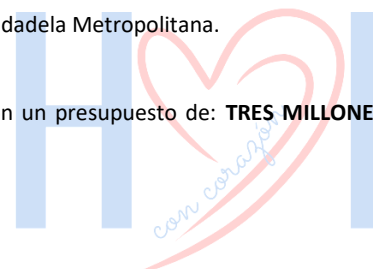 dadela Metropolitana.
n un presupuesto de: TRES MILLONE
con corazón